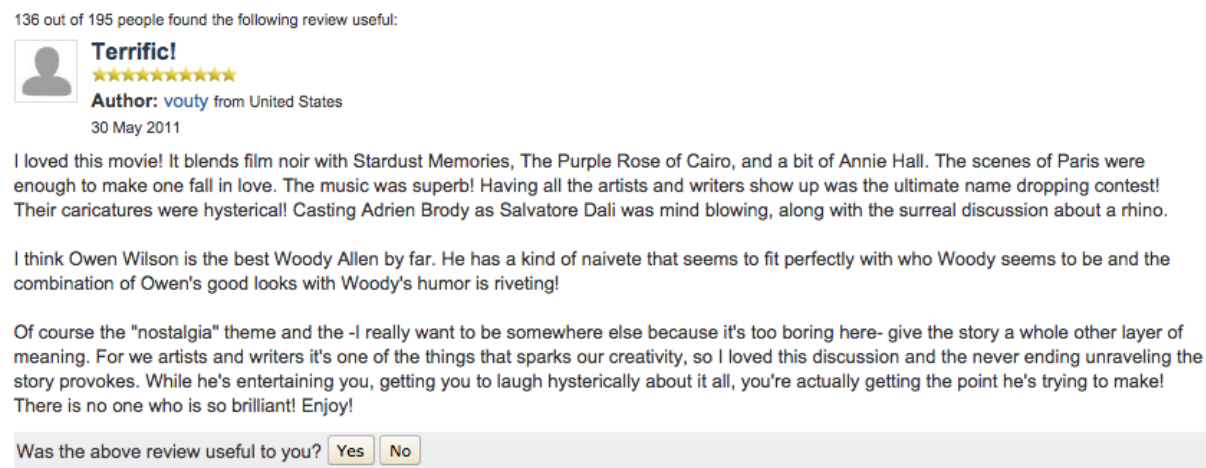 136 out of 195 people found the following review useful:
Terrific!
Author: vouty from United States
30 May 2011
I loved this movie! It blends film noir with Stardust Memories, The Purple Rose of Cairo, and a bit of Annie Hall. The scenes of Paris were
enough to make one fall in love. The music was superb! Having all the artists and writers show up was the ultimate name dropping contest!
Their caricatures were hysterical! Casting Adrien Brody as Salvatore Dali was mind blowing, along with the surreal discussion about a rhino.
I think Owen Wilson is the best Woody Allen by far. He has a kind of naivete that seems to fit perfectly with who Woody seems to be and the
combination of Owen's good looks with Woody's humor is riveting!
Of course the "nostalgia" theme and the -I really want to be somewhere else because it's too boring here- give the story a whole other layer of
meaning. For we artists and writers it's one of the things that sparks our creativity, so I loved this discussion and the never ending unraveling the
story provokes. While he's entertaining you, getting you to laugh hysterically about it all, you're actually getting the point he's trying to make!
There is no one who is so brilliant! Enjoy!
Was the above review useful to you? Yes No